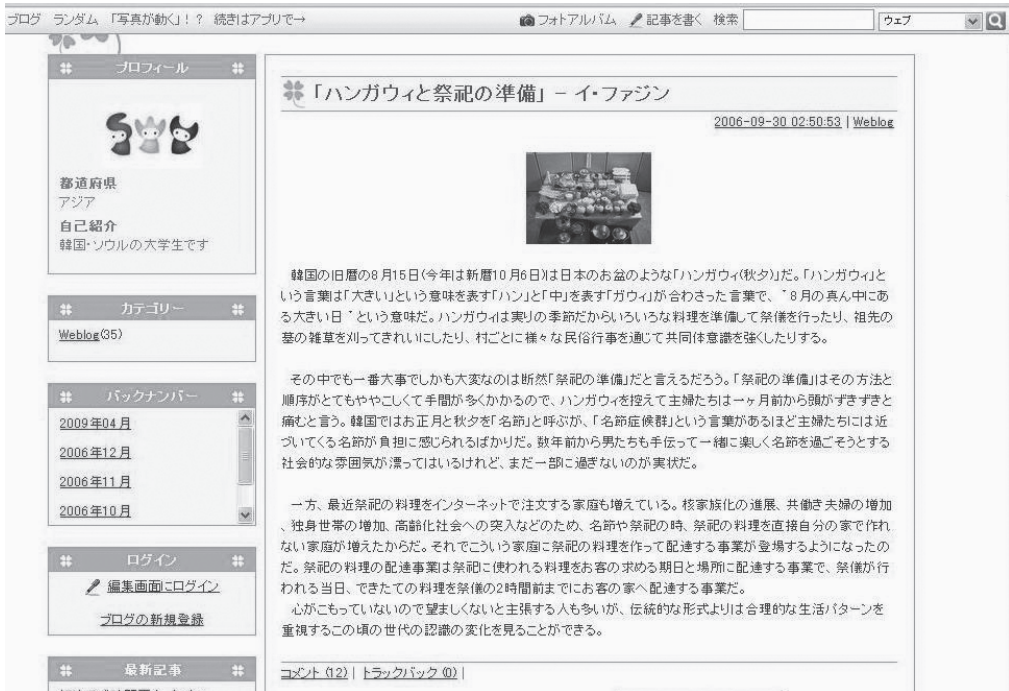 ブログ ランダム 「写真が動く」!? 続きはアプリで→
フォトアルバム 記事を書く 検索 ウェブ
プロフィール
都道府県
アジア
自己紹介
韓国・ソウルの大学生です
カテゴリー
Weblog(35)
バックナンバー
2009年04月
2006年12月
2006年11月
2006年10月
ログイン
編集画面にログイン
ブログの新規登録
最新記事
「ハンガウィと祭祀の準備」 - イ・ファジン
2006-09-30 02:50:53 | Weblog
韓国の旧暦の8月15日(今年は新暦10月6日)は日本のお盆のような「ハンガウィ(秋夕)」だ。「ハンガウィ」と
いう言葉は「大きい」という意味を表す「ハン」と「中」を表す「ガウィ」が合わさった言葉で、`8月の真ん中にあ
る大きい日`という意味だ。ハンガウィは実りの季節だからいろいろな料理を準備して祭儀を行ったり、祖先の
墓の雑草を刈ってきれいにしたり、村ごとに様々な民俗行事を通じて共同体意識を強くしたりする。
その中でも一番大事でしかも大変なのは断然「祭祀の準備」だと言えるだろう。「祭祀の準備」はその方法と
順序がとてもややこしくて手間が多くかかるので、ハンガウィを控えて主婦たちは一ヶ月前から頭がずきずきと
痛むと言う。韓国ではお正月と秋夕を「名節」と呼ぶが、「名節症候群」という言葉があるほど主婦たちには近
づいてくる名節が負担に感じられるばかりだ。数年前から男たちも手伝って一緒に楽しく名節を過ごそうとする
社会的な雰囲気が漂ってはいるけれど、まだ一部に過ぎないのが実状だ。
一方、最近祭祀の料理をインターネットで注文する家庭も増えている。核家族化の進展、共働き夫婦の増加
、独身世帯の増加、高齢化社会への突入などのため、名節や祭祀の時、祭祀の料理を直接自分の家で作れ
ない家庭が増えたからだ。それでこういう家庭に祭祀の料理を作って配達する事業が登場するようになったの
だ。祭祀の料理の配達事業は祭祀に使われる料理をお客の求める期日と場所に配達する事業で、祭儀が行
われる当日、できたての料理を祭儀の2時間前までにお客の家へ配達する事業だ。
心がこもっていないので望ましくないと主張する人も多いが、伝統的な形式よりは合理的な生活パターンを
重視するこの頃の世代の認識の変化を見ることができる。
コメント (12) | トラックバック (0) |